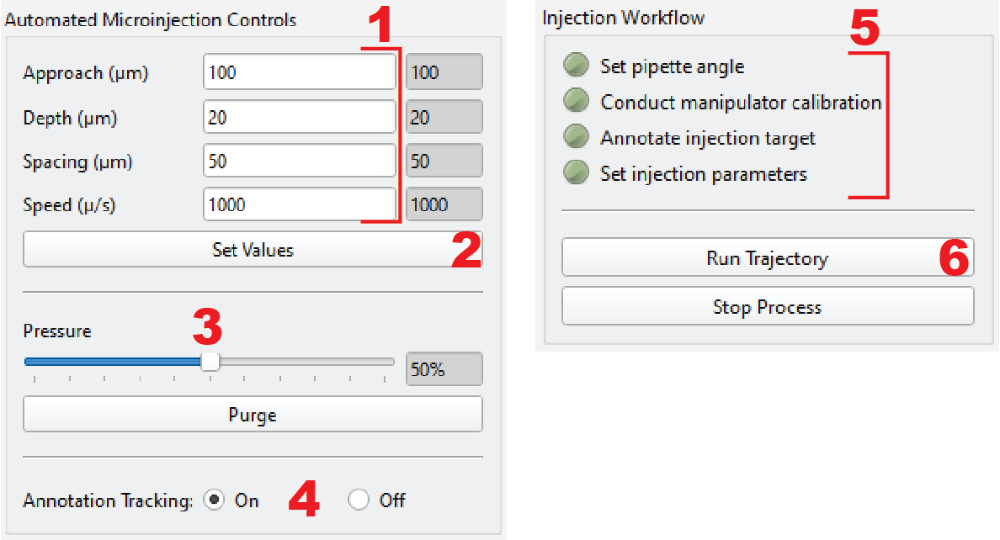 Automated Microinjection Controls
1
Approach (µm) 100 100
Depth (µm) 20 20
Spacing (µm) 50 50
Speed (µ/s) 1000 1000
Set Values 2
Pressure 3
50%
Purge
Annotation Tracking: On 4 Off
Injection Workflow 5
Set pipette angle
Conduct manipulator calibration
Annotate injection target
Set injection parameters
Run Trajectory 6
Stop Process